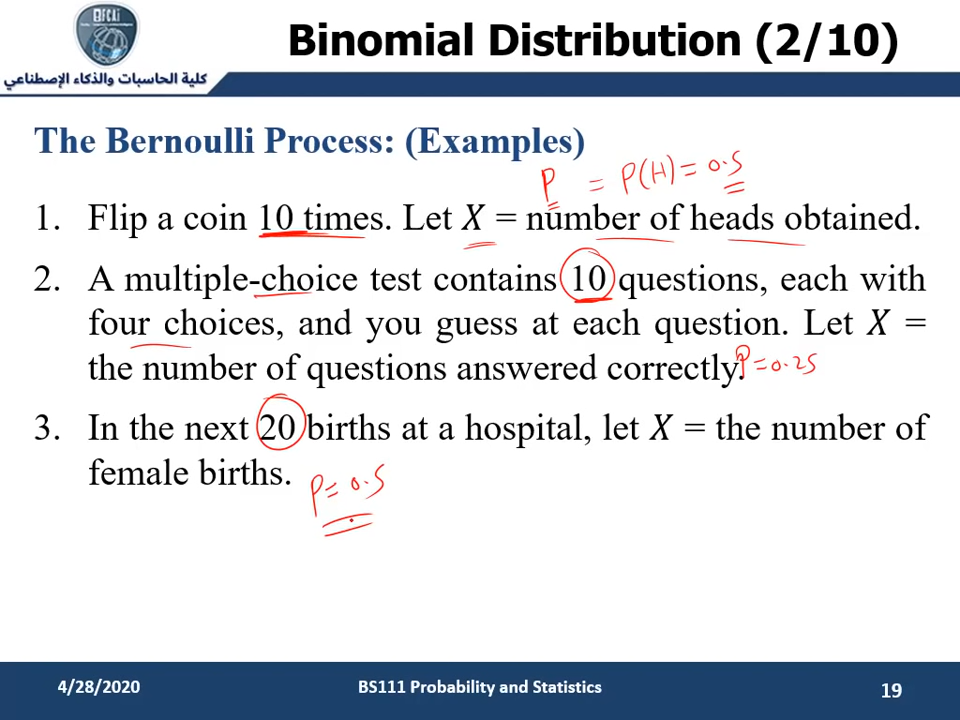 BFCAI
Binomial Distribution (2/10)
كلية الحاسبات والذكاء الإصطناعي
The Bernoulli Process: (Examples)
P = P(H) = 0.5
1. Flip a coin 10 times. Let X = number of heads obtained.
2. A multiple-choice test contains 10 questions, each with
four choices, and you guess at each question. Let X =
the number of questions answered correctly.
P = 0.25
3. In the next 20 births at a hospital, let X = the number of
female births.
P = 0.5
4/28/2020
BS111 Probability and Statistics
19